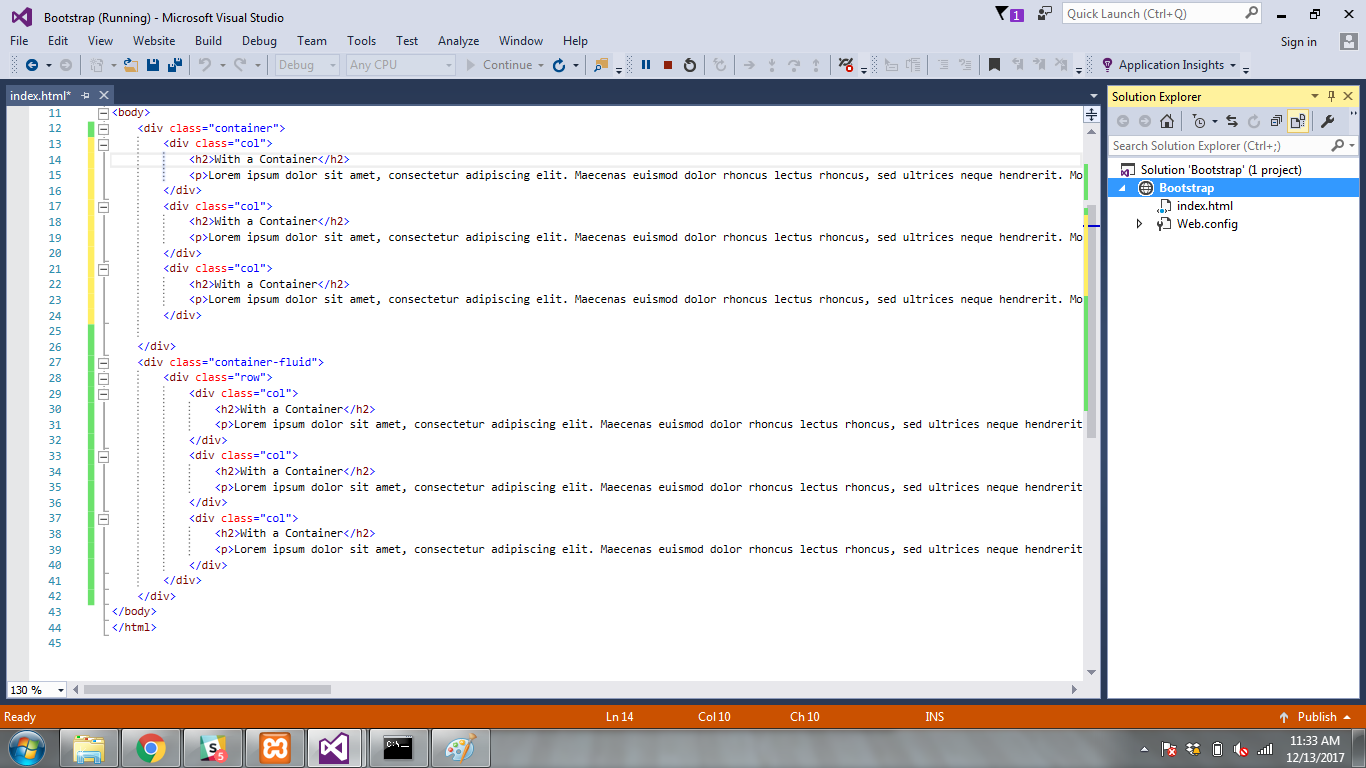 Bootstrap (Running) - Microsoft Visual Studio
1
Quick Launch (Ctrl+Q)
File Edit View Website Build Debug Team Tools Test Analyze Window Help
Sign in
Debug Any CPU Continue Application Insights
index.html*
Solution Explorer
Search Solution Explorer (Ctrl+;)
Solution 'Bootstrap' (1 project)
Bootstrap
index.html
Web.config
11 <body>
12 <div class="container">
13 <div class="col">
14 <h2>With a Container</h2>
15 <p>Lorem ipsum dolor sit amet, consectetur adipiscing elit. Maecenas euismod dolor rhoncus lectus rhoncus, sed ultrices neque hendrerit. Mo
16 </div>
17 <div class="col">
18 <h2>With a Container</h2>
19 <p>Lorem ipsum dolor sit amet, consectetur adipiscing elit. Maecenas euismod dolor rhoncus lectus rhoncus, sed ultrices neque hendrerit. Mo
20 </div>
21 <div class="col">
22 <h2>With a Container</h2>
23 <p>Lorem ipsum dolor sit amet, consectetur adipiscing elit. Maecenas euismod dolor rhoncus lectus rhoncus, sed ultrices neque hendrerit. Mo
24 </div>
25
26 </div>
27 <div class="container-fluid">
28 <div class="row">
29 <div class="col">
30 <h2>With a Container</h2>
31 <p>Lorem ipsum dolor sit amet, consectetur adipiscing elit. Maecenas euismod dolor rhoncus lectus rhoncus, sed ultrices neque hendrerit
32 </div>
33 <div class="col">
34 <h2>With a Container</h2>
35 <p>Lorem ipsum dolor sit amet, consectetur adipiscing elit. Maecenas euismod dolor rhoncus lectus rhoncus, sed ultrices neque hendrerit
36 </div>
37 <div class="col">
38 <h2>With a Container</h2>
39 <p>Lorem ipsum dolor sit amet, consectetur adipiscing elit. Maecenas euismod dolor rhoncus lectus rhoncus, sed ultrices neque hendrerit
40 </div>
41 </div>
42 </div>
43 </body>
44 </html>
45
130 %
Ready Ln 14 Col 10 Ch 10 INS Publish
S 5
C:\_
11:33 AM
12/13/2017